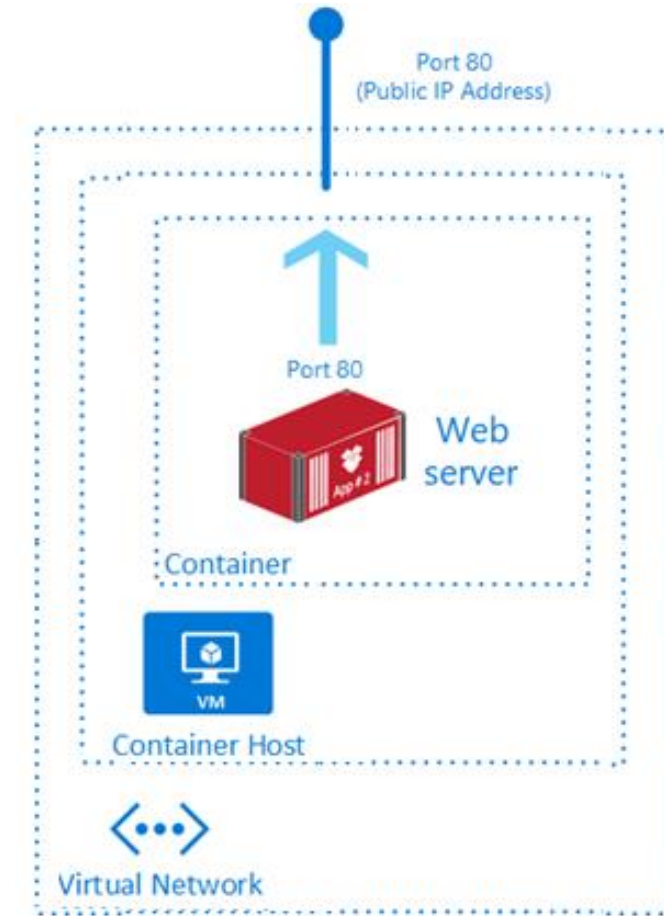 Port 80
(Public IP Address)
Port 80
Web
server
App # 2
Container
VM
Container Host
Virtual Network